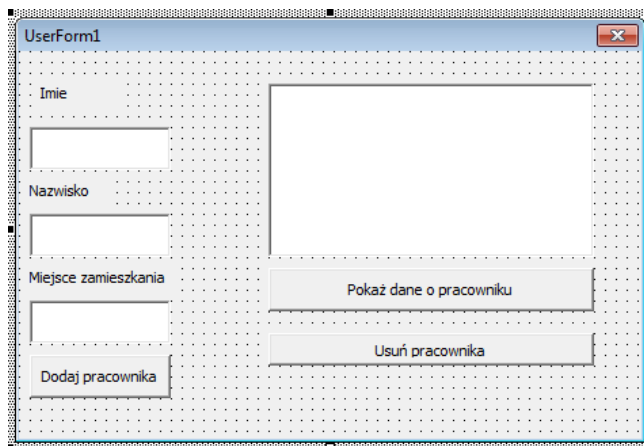 UserForm1
Imie
Nazwisko
Miejsce zamieszkania
Dodaj pracownika
Pokaż dane o pracowniku
Usuń pracownika